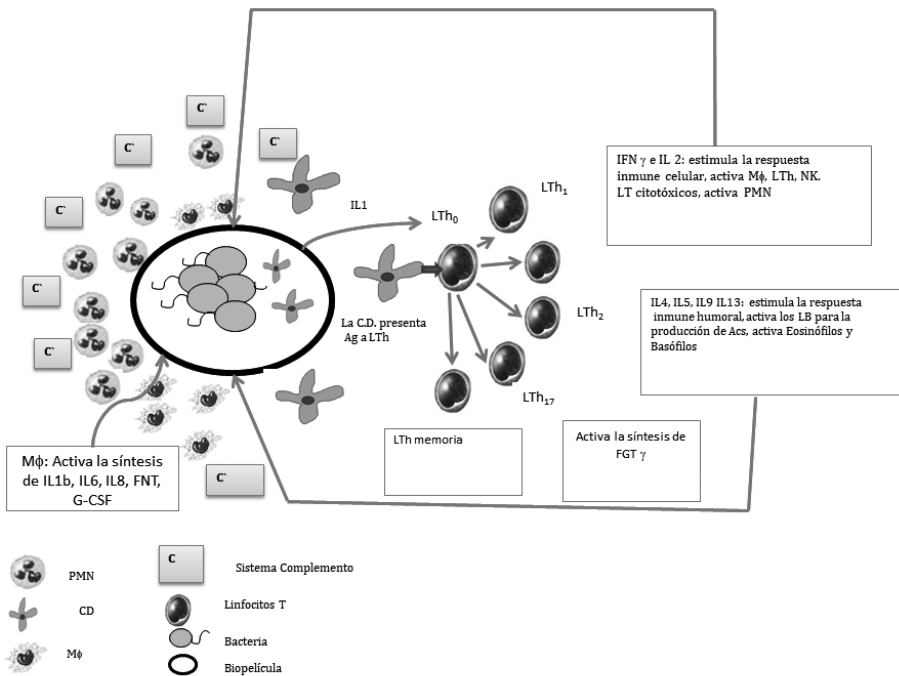 C`
C`
C`
C`
C`
C`
C`
IL1
LTh0
LTh1
LTh2
LTh17
La C.D. presenta
Ag a LTh
IFN γ e IL 2: estimula la respuesta
inmune celular, activa Mϕ, LTh, NK.
LT citotóxicos, activa PMN
IL4, IL5, IL9 IL13: estimula la respuesta
inmune humoral, activa los LB para la
producción de Acs, activa Eosinófilos y
Basófilos
LTh memoria
Activa la síntesis de
FGT γ
Mϕ: Activa la síntesis
de IL1b, IL6, IL8, FNT,
G-CSF
PMN
CD
Mϕ
C
Sistema Complemento
Linfocitos T
Bacteria
Biopelícula